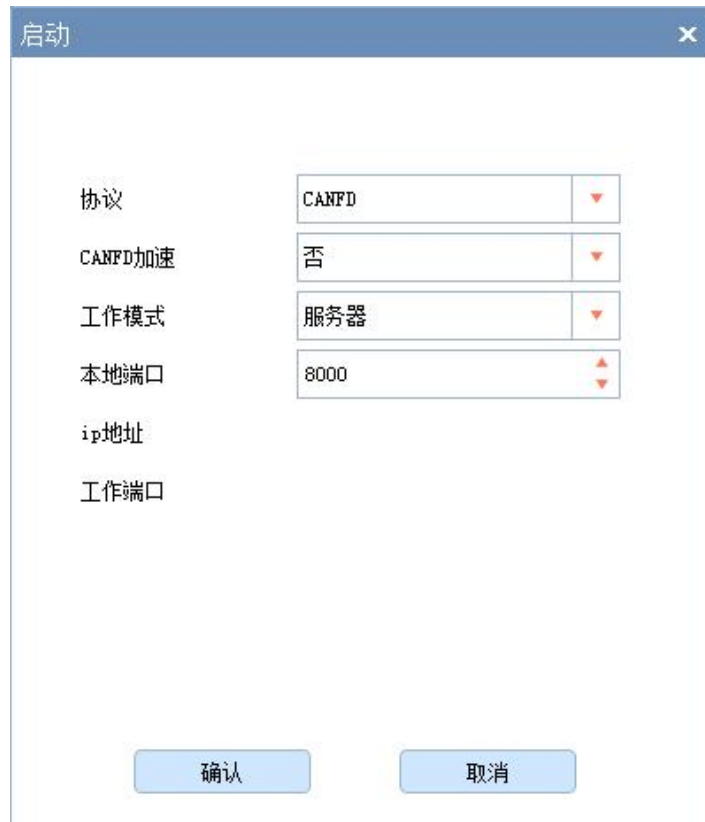 启动
协议 CANFD
CANFD加速 否
工作模式 服务器
本地端口 8000
ip地址
工作端口
确认 取消